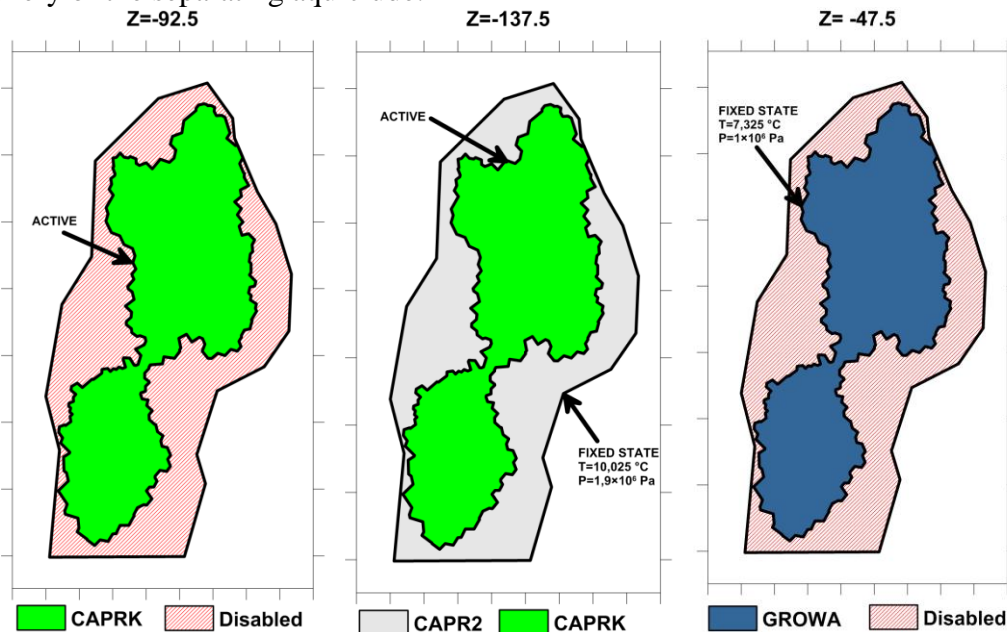 Z=-92.5
Z=-137.5
Z= -47.5
ACTIVE
ACTIVE
FIXED STATE
T=10,025 °C
P=1,9×10⁶ Pa
FIXED STATE
T=7,325 °C
P=1×10⁶ Pa
CAPRK
Disabled
CAPR2
CAPRK
GROWA
Disabled